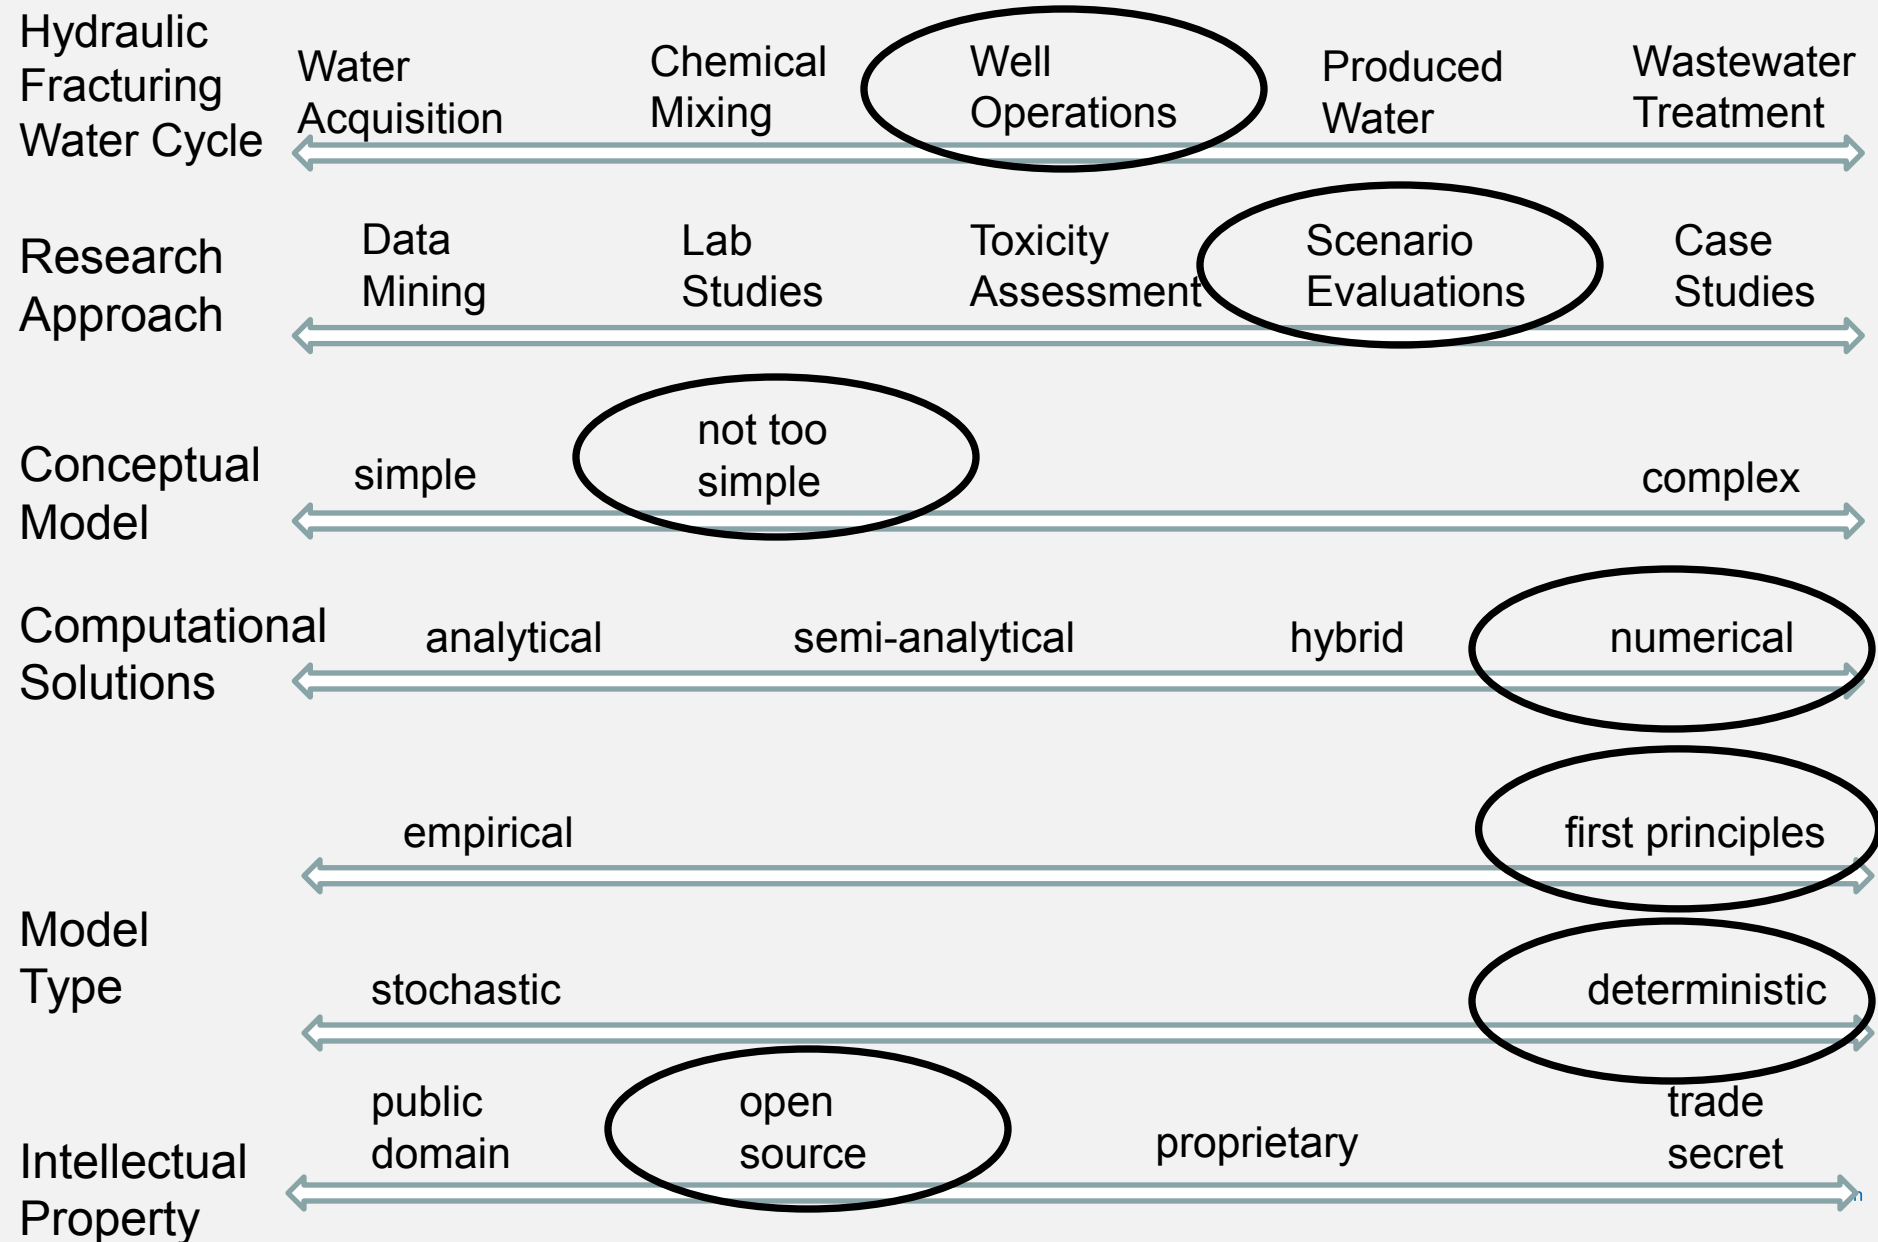 Hydraulic
Fracturing
Water Cycle
Water
Acquisition
Chemical
Mixing
Well
Operations
Produced
Water
Wastewater
Treatment
Research
Approach
Data
Mining
Lab
Studies
Toxicity
Assessment
Scenario
Evaluations
Case
Studies
Conceptual
Model
simple
not too
simple
complex
Computational
Solutions
analytical
semi-analytical
hybrid
numerical
Model
Type
empirical
first principles
stochastic
deterministic
Intellectual
Property
public
domain
open
source
proprietary
trade
secret